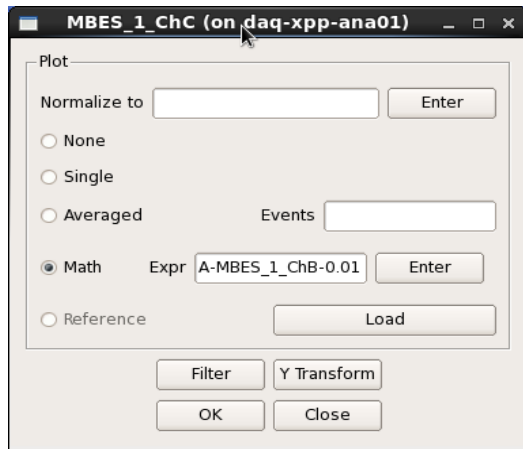 MBES_1_ChC (on daq-xpp-ana01)
Plot
Normalize to Enter
None
Single
Averaged Events
Math Expr A-MBES_1_ChB-0.01 Enter
Reference Load
Filter Y Transform
OK Close